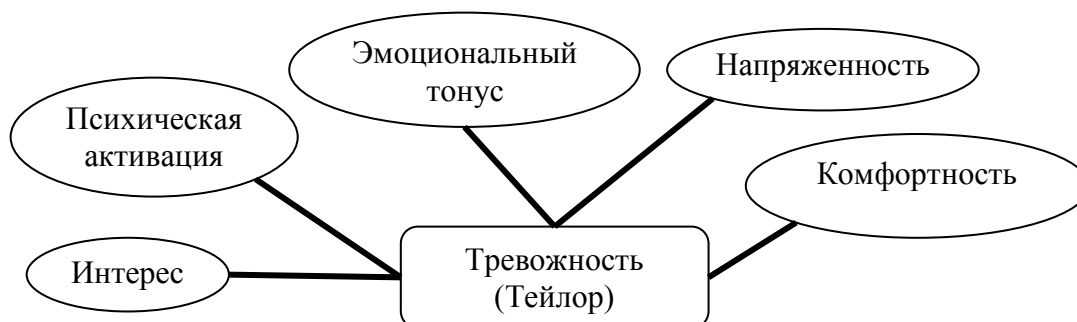 Эмоциональный
тонус
Напряженность
Психическая
активация
Комфортность
Интерес
Тревожность
(Тейлор)